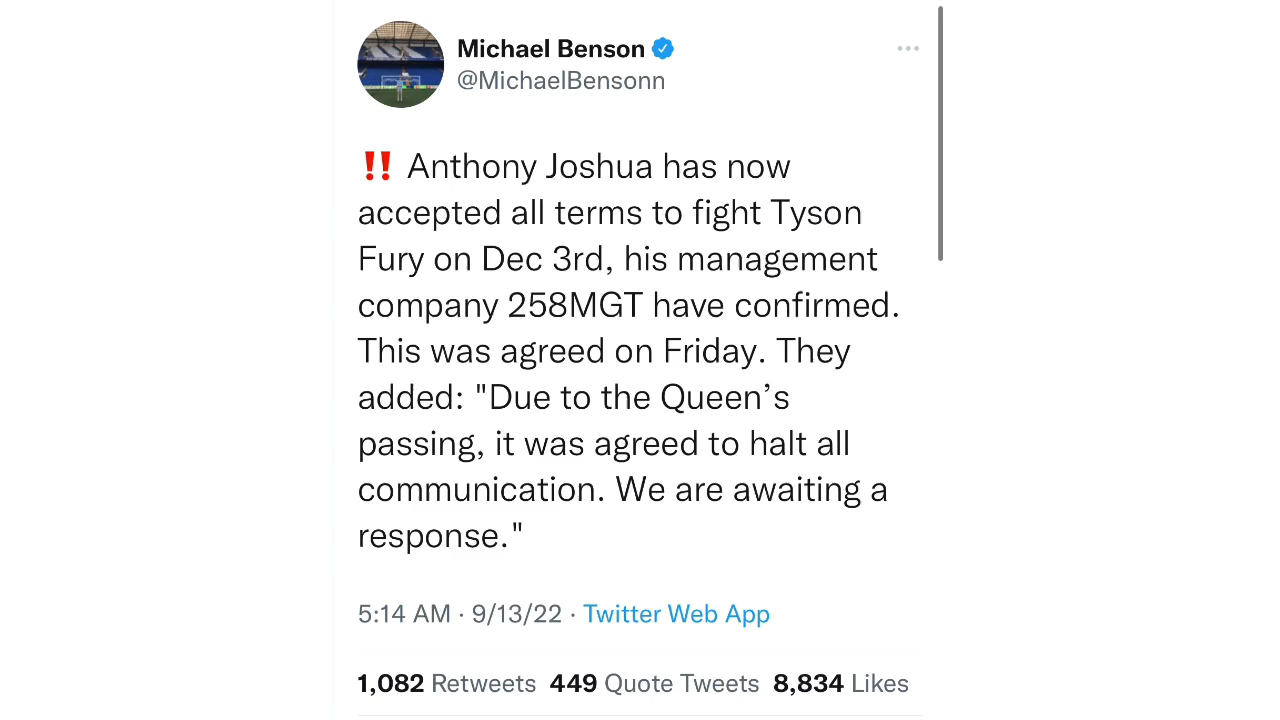 Michael Benson
@MichaelBensonn
‼️ Anthony Joshua has now
accepted all terms to fight Tyson
Fury on Dec 3rd, his management
company 258MGT have confirmed.
This was agreed on Friday. They
added: "Due to the Queen’s
passing, it was agreed to halt all
communication. We are awaiting a
response."
5:14 AM · 9/13/22 · Twitter Web App
1,082 Retweets 449 Quote Tweets 8,834 Likes